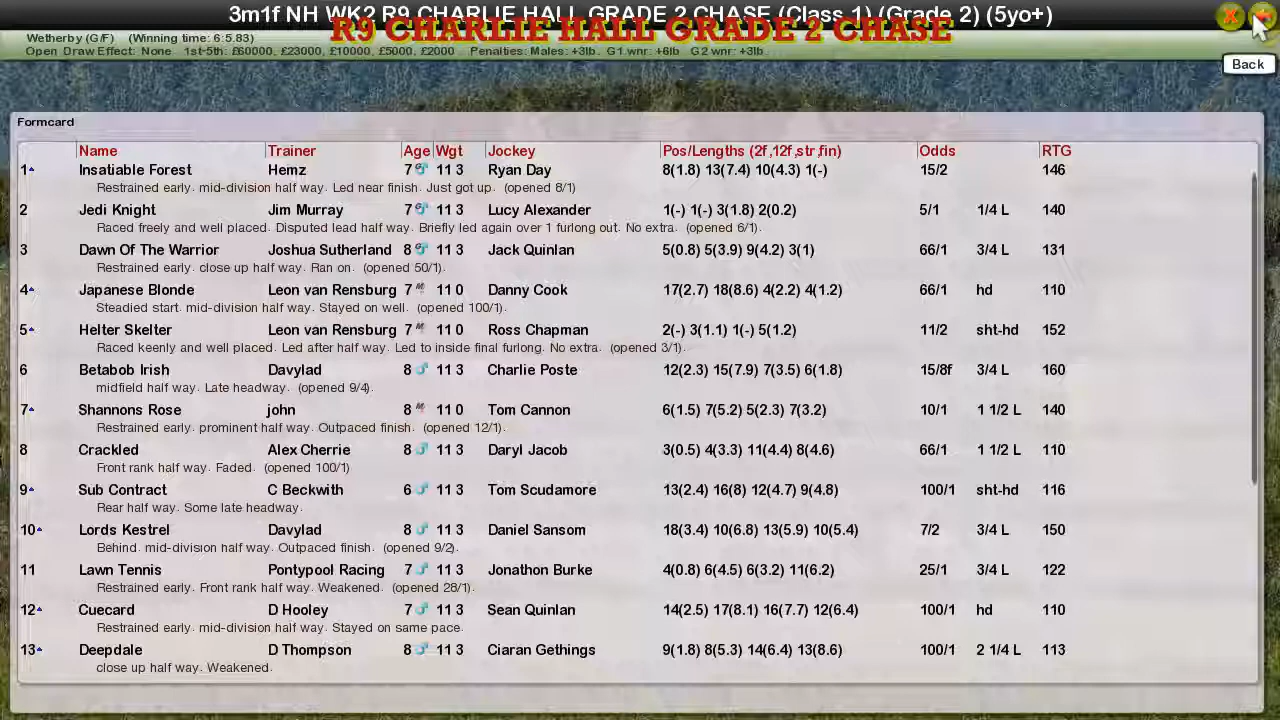 3m1f NH WK2 R9 CHARLIE HALL GRADE 2 CHASE (Class 1) (Grade 2) (5yo+)
R9 CHARLIE HALL GRADE 2 CHASE
Wetherby (G/F) (Winning time: 6:5.83)
Open Draw Effect: None. 1st-5th: £60000, £23000, £10000, £5000, £2000 Penalties: Males: +3lb. G1 wnr: +6lb G2 wnr:+3lb
Back
Formcard
Name Trainer Age Wgt Jockey Pos/Lengths (2f,12f,str,fin) Odds RTG
1 Insatiable Forest Hemz 7 11 3 Ryan Day 8(1.8) 13(7.4) 10(4.3) 1(-) 15/2 146
Restrained early. mid-division half way. Led near finish. Just got up. (opened 8/1)
2 Jedi Knight Jim Murray 7 11 3 Lucy Alexander 1(-) 1(-) 3(1.8) 2(0.2) 5/1 1/4 L 140
Raced freely and well placed. Disputed lead half way. Briefly led again over 1 furlong out. No extra. (opened 6/1).
3 Dawn Of The Warrior Joshua Sutherland 8 11 3 Jack Quinlan 5(0.8) 5(3.9) 9(4.2) 3(1) 66/1 3/4 L 131
Restrained early. close up half way. Ran on. (opened 50/1).
4 Japanese Blonde Leon van Rensburg 7 11 0 Danny Cook 17(2.7) 18(8.6) 4(2.2) 4(1.2) 66/1 hd 110
Steadied start. mid-division half way. Stayed on well. (opened 100/1).
5 Helter Skelter Leon van Rensburg 7 11 0 Ross Chapman 2(-) 3(1.1) 1(-) 5(1.2) 11/2 sht-hd 152
Raced keenly and well placed. Led after half way. Led to inside final furlong. No extra. (opened 3/1).
6 Betabob Irish Davylad 8 11 3 Charlie Poste 12(2.3) 15(7.9) 7(3.5) 6(1.8) 15/8f 3/4 L 160
midfield half way. Late headway. (opened 9/4).
7 Shannons Rose john 8 11 0 Tom Cannon 6(1.5) 7(5.2) 5(2.3) 7(3.2) 10/1 1 1/2 L 140
Restrained early. prominent half way. Outpaced finish. (opened 12/1).
8 Crackled Alex Cherrie 8 11 3 Daryl Jacob 3(0.5) 4(3.3) 11(4.4) 8(4.6) 66/1 1 1/2 L 110
Front rank half way. Faded. (opened 100/1)
9 Sub Contract C Beckwith 6 11 3 Tom Scudamore 13(2.4) 16(8) 12(4.7) 9(4.8) 100/1 sht-hd 116
Rear half way. Some late headway.
10 Lords Kestrel Davylad 8 11 3 Daniel Sansom 18(3.4) 10(6.8) 13(5.9) 10(5.4) 7/2 3/4 L 150
Behind. mid-division half way. Outpaced finish. (opened 9/2).
11 Lawn Tennis Pontypool Racing 7 11 3 Jonathon Burke 4(0.8) 6(4.5) 6(3.2) 11(6.2) 25/1 3/4 L 122
Restrained early. Front rank half way. Weakened. (opened 28/1).
12 Cuecard D Hooley 7 11 3 Sean Quinlan 14(2.5) 17(8.1) 16(7.7) 12(6.4) 100/1 hd 110
Restrained early. mid-division half way. Stayed on same pace.
13 Deepdale D Thompson 8 11 3 Ciaran Gethings 9(1.8) 8(5.3) 14(6.4) 13(8.6) 100/1 2 1/4 L 113
close up half way. Weakened.